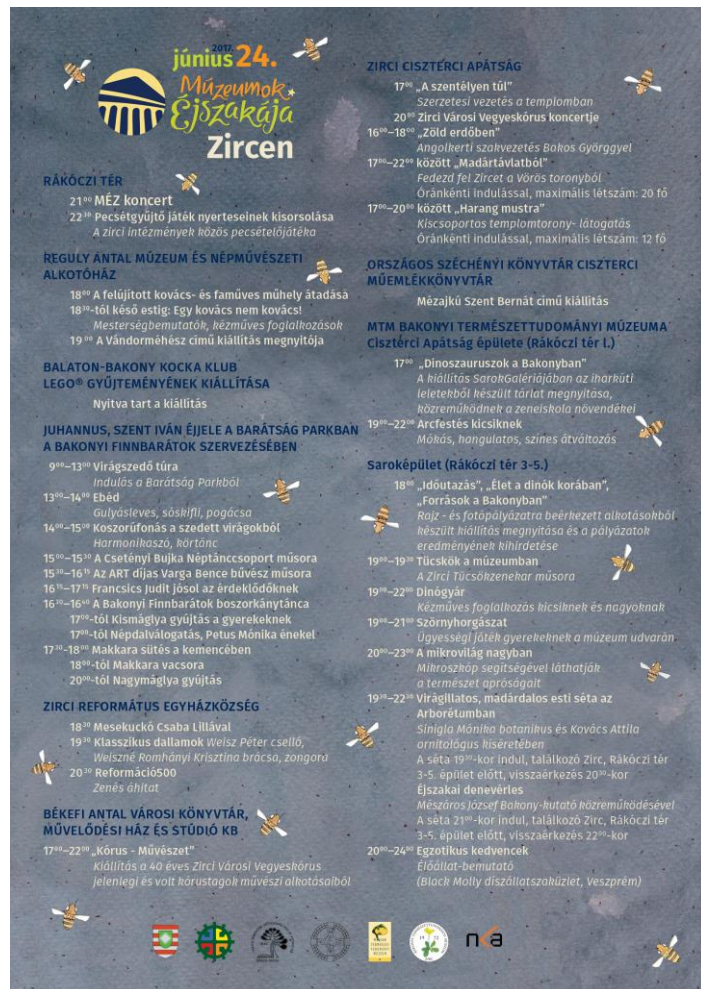 2017.
június 24.
Múzeumok
Éjszakája
Zircen
RÁKÓCZI TÉR
21⁰⁰ MÉZ koncert
22³⁰ Pecsétgyűjtő játék nyerteseinek kisorsolása
A zirci intézmények közös pecsételőjátéka
REGULY ANTAL MÚZEUM ÉS NÉPMŰVÉSZETI
ALKOTÓHÁZ
18⁰⁰ A felújított kovács- és faműves műhely átadása
18³⁰-tól késő estig: Egy kovács nem kovács!
Mesterségbemutatók, kézműves foglalkozások
19⁰⁰ A Vándorméhész című kiállítás megnyitója
BALATON-BAKONY KOCKA KLUB
LEGO® GYŰJTEMÉNYÉNEK KIÁLLÍTÁSA
Nyitva tart a kiállítás
JUHANNUS, SZENT IVÁN ÉJJELE A BARÁTSÁG PARKBAN
A BAKONYI FINNBARÁTOK SZERVEZÉSÉBEN
9⁰⁰–13⁰⁰ Virágszedő túra
Indulás a Barátság Parkból
13⁰⁰–14⁰⁰ Ebéd
Gulyásleves, sóskifli, pogácsa
14⁰⁰–15⁰⁰ Koszorúfonás a szedett virágokból
Harmonikaszó, körtánc
15⁰⁰–15³⁰ A Csetényi Bujka Néptánccsoport műsora
15³⁰–16¹⁵ Az ART díjas Varga Bence bűvész műsora
16¹⁵–17¹⁵ Francsics Judit jósol az érdeklődőknek
16³⁰–16⁴⁰ A Bakonyi Finnbarátok boszorkánytánca
17⁰⁰-tól Kismáglya gyújtás a gyerekeknek
17⁰⁰-tól Népdalválogatás, Petus Mónika énekel
17³⁰-18⁰⁰ Makkara sütés a kemencében
18⁰⁰-tól Makkara vacsora
20⁰⁰-tól Nagymáglya gyújtás
ZIRCI REFORMÁTUS EGYHÁZKÖZSÉG
18³⁰ Mesekuckó Csaba Lillával
19³⁰ Klasszikus dallamok Weisz Péter cselló,
Weiszné Romhányi Krisztina brácsa, zongora
20³⁰ Reformáció500
Zenés áhítat
BÉKEFI ANTAL VÁROSI KÖNYVTÁR,
MŰVELŐDÉSI HÁZ ÉS STÚDIÓ KB
17⁰⁰–22⁰⁰ „Kórus - Művészet"
Kiállítás a 40 éves Zirci Városi Vegyeskórus
jelenlegi és volt kórustagok művészi alkotásaiból
ZIRCI CISZTERCI APÁTSÁG
17⁰⁰ „A szentélyen túl"
Szerzetesi vezetés a templomban
20⁰⁰ Zirci Városi Vegyeskórus koncertje
16⁰⁰–18⁰⁰ „Zöld erdőben"
Angolkerti szakvezetés Bakos Györggyel
17⁰⁰–22⁰⁰ között „Madártávlatból"
Fedezd fel Zircet a Vörös toronyból
Óránkénti indulással, maximális létszám: 20 fő
17⁰⁰–20⁰⁰ között „Harang mustra"
Kiscsoportos templomtorony- látogatás
Óránkénti indulással, maximális létszám: 12 fő
ORSZÁGOS SZÉCHÉNYI KÖNYVTÁR CISZTERCI
MŰEMLÉKKÖNYVTÁR
Mézajkú Szent Bernát című kiállítás
MTM BAKONYI TERMÉSZETTUDOMÁNYI MÚZEUMA
Ciszterci Apátság épülete (Rákóczi tér I.)
17⁰⁰ „Dinoszauruszok a Bakonyban"
A kiállítás SarokGalériájában az iharkúti
leletekből készült tárlat megnyitása,
közreműködnek a zeneiskola növendékei
19⁰⁰–22⁰⁰ Arcfestés kicsiknek
Mókás, hangulatos, színes átváltozás
Saroképület (Rákóczi tér 3-5.)
18⁰⁰ „Időutazás", „Élet a dinók korában",
„Források a Bakonyban"
Rajz - és fotópályázatra beérkezett alkotásokból
készült kiállítás megnyitása és a pályázatok
eredményének kihirdetése
19⁰⁰–19³⁰ Tücskök a múzeumban
A Zirci Tücsökzenekar műsora
19⁰⁰–22⁰⁰ Dinógyár
Kézműves foglalkozás kicsiknek és nagyoknak
19⁰⁰–21⁰⁰ Szörnyhorgászat
Ügyességi játék gyerekeknek a múzeum udvarán
20⁰⁰–23⁰⁰ A mikrovilág nagyban
Mikroszkóp segítségével láthatják
a természet apróságait
19³⁰–22³⁰ Virágillatos, madárdalos esti séta az
Arborétumban
Sinigla Mónika botanikus és Kovács Attila
ornitológus kíséretében
A séta 19³⁰-kor indul, találkozó Zirc, Rákóczi tér
3-5. épület előtt, visszaérkezés 20³⁰-kor
Éjszakai denevérles
Mészáros József Bakony-kutató közreműködésével
A séta 21⁰⁰-kor indul, találkozó Zirc, Rákóczi tér
3-5. épület előtt, visszaérkezés 22⁰⁰-kor
20⁰⁰–24⁰⁰ Egzotikus kedvencek
Élőállat-bemutató
(Black Molly díszállatszaküzlet, Veszprém)
nka